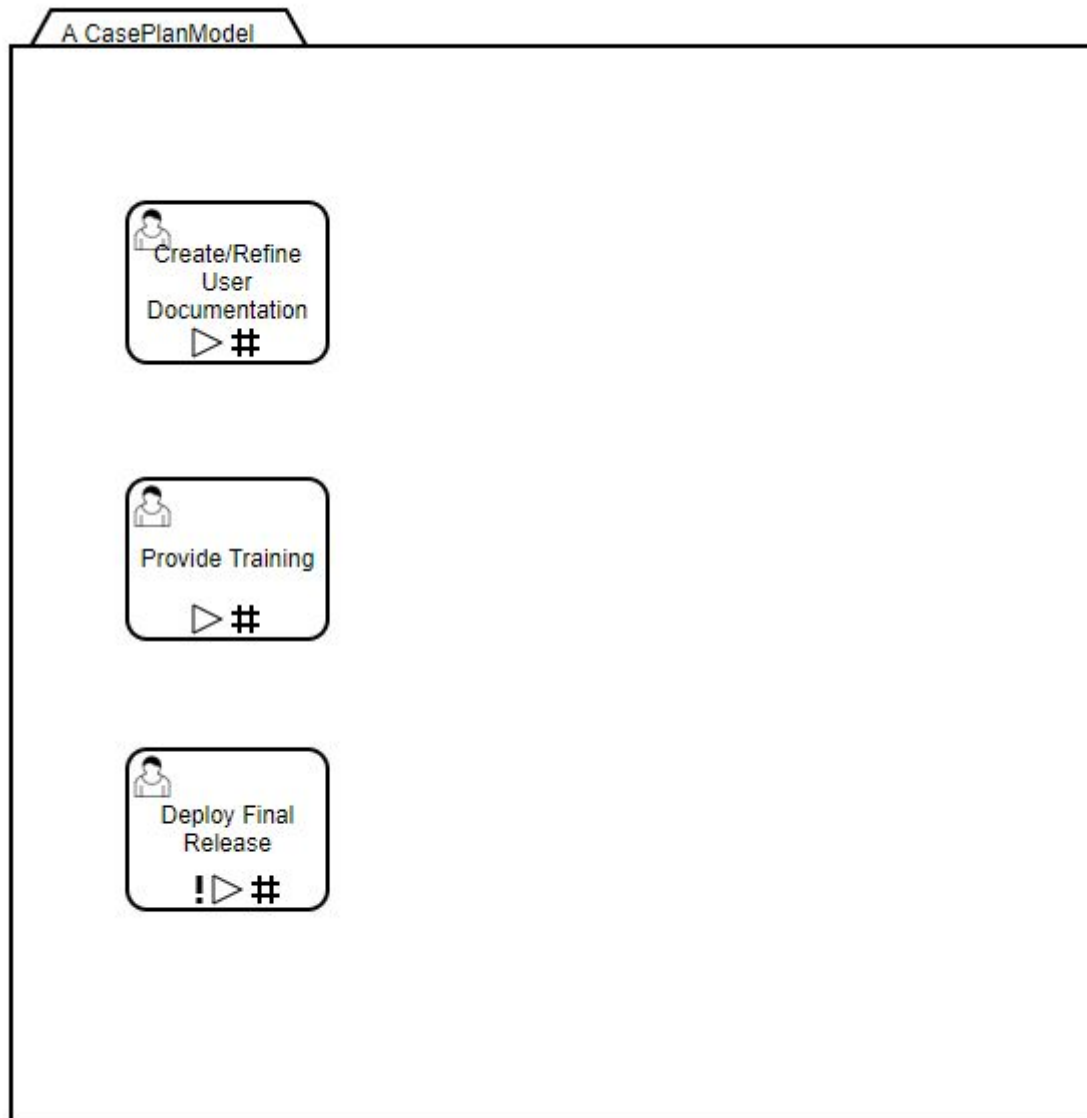 A CasePlanModel
Create/Refine
User
Documentation
#
Provide Training
#
Deploy Final
Release
! #